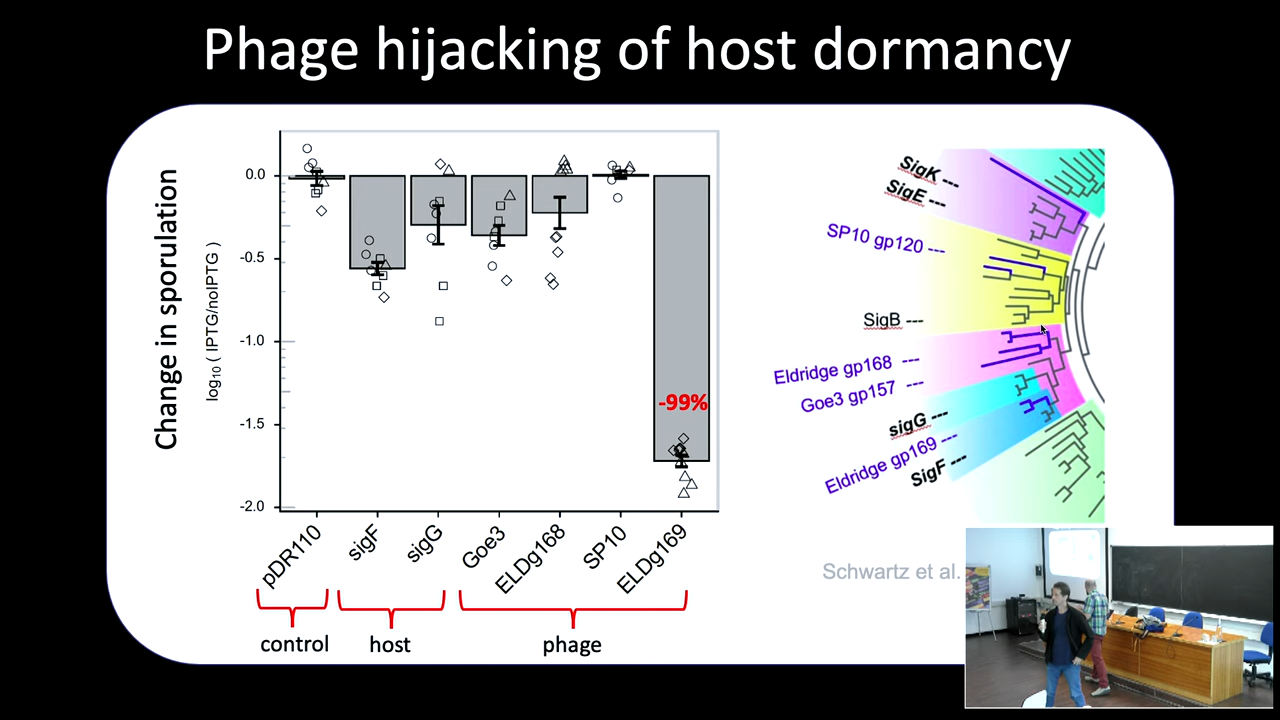 Phage hijacking of host dormancy
Change in sporulation
log10 ( IPTG/noIPTG )
0.0
-0.5
-1.0
-1.5
-2.0
-99%
pDR110
sigF
sigG
Goe3
ELDg168
SP10
ELDg169
control
host
phage
SigK ---
SigE ---
SP10 gp120 ---
SigB ---
Eldridge gp168 ---
Goe3 gp157 ---
sigG ---
Eldridge gp169 ---
SigF ---
Schwartz et al.